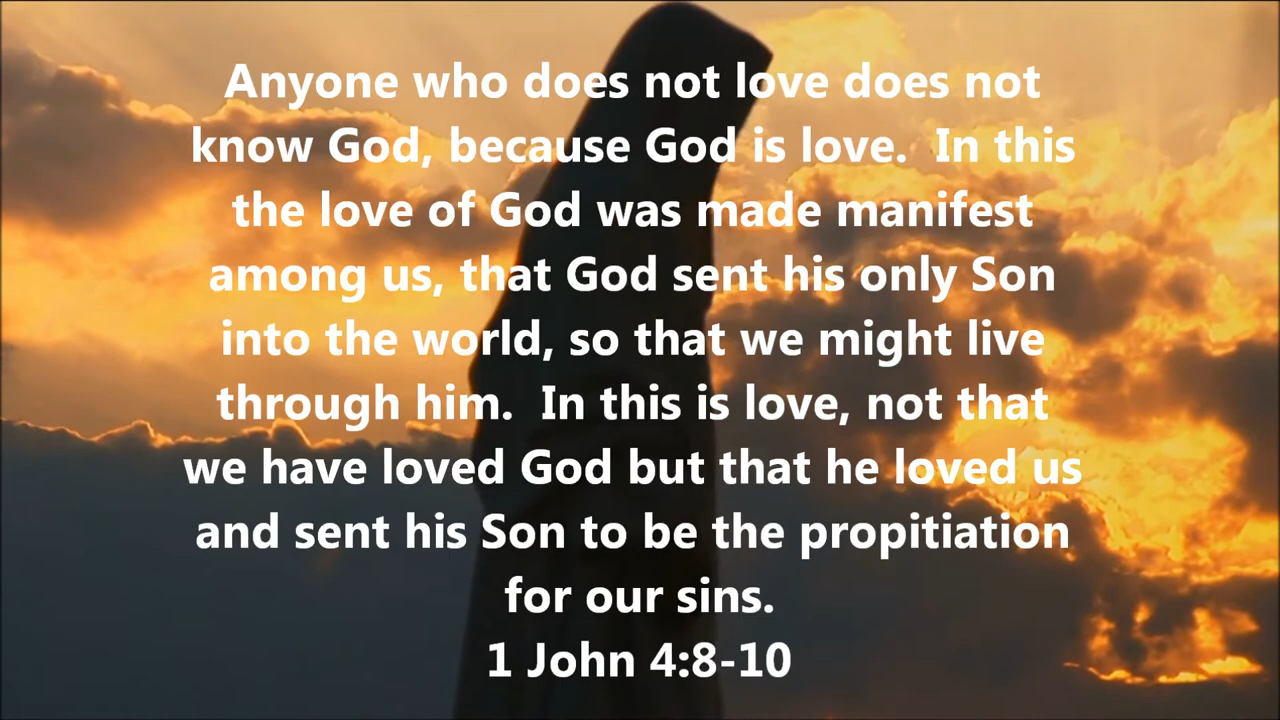 Anyone who does not love does not
know God, because God is love.  In this
the love of God was made manifest
among us, that God sent his only Son
into the world, so that we might live
through him.  In this is love, not that
we have loved God but that he loved us
and sent his Son to be the propitiation
for our sins.
1 John 4:8-10